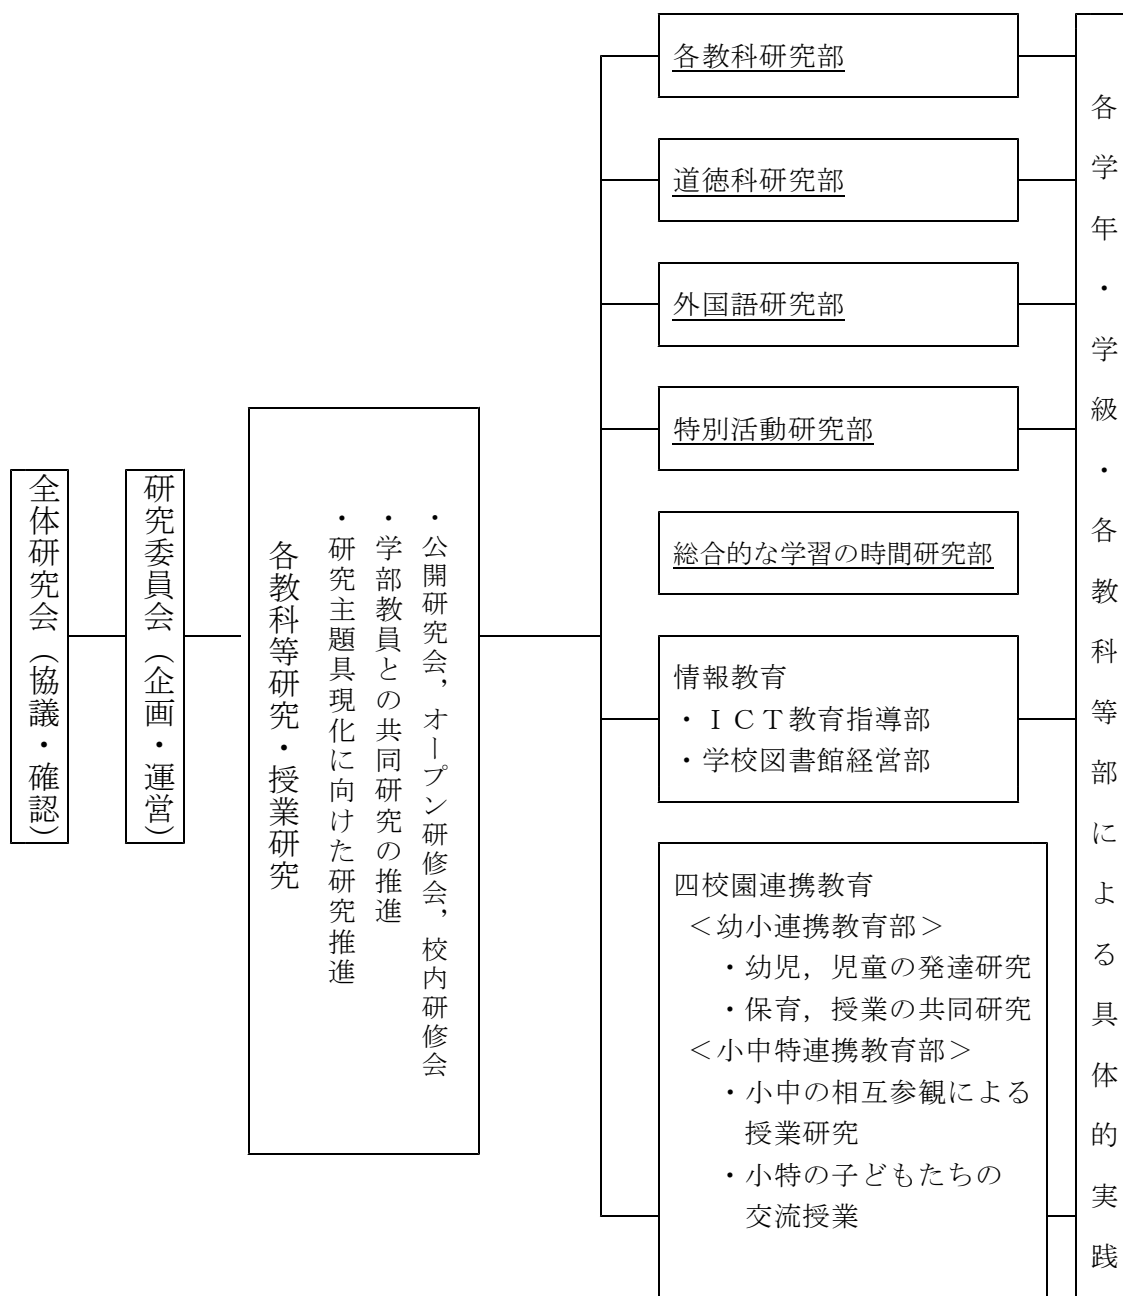 全体研究会（協議・確認）
研究委員会（企画・運営）
各教科等研究・授業研究
・研究主題具現化に向けた研究推進
・学部教員との共同研究の推進
・公開研究会，オープン研修会，校内研修会
各教科研究部
道徳科研究部
外国語研究部
特別活動研究部
総合的な学習の時間研究部
情報教育
・ＩＣＴ教育指導部
・学校図書館経営部
四校園連携教育
＜幼小連携教育部＞
・幼児，児童の発達研究
・保育，授業の共同研究
＜小中特連携教育部＞
・小中の相互参観による
授業研究
・小特の子どもたちの
交流授業
各学年・学級・各教科等部による具体的実践